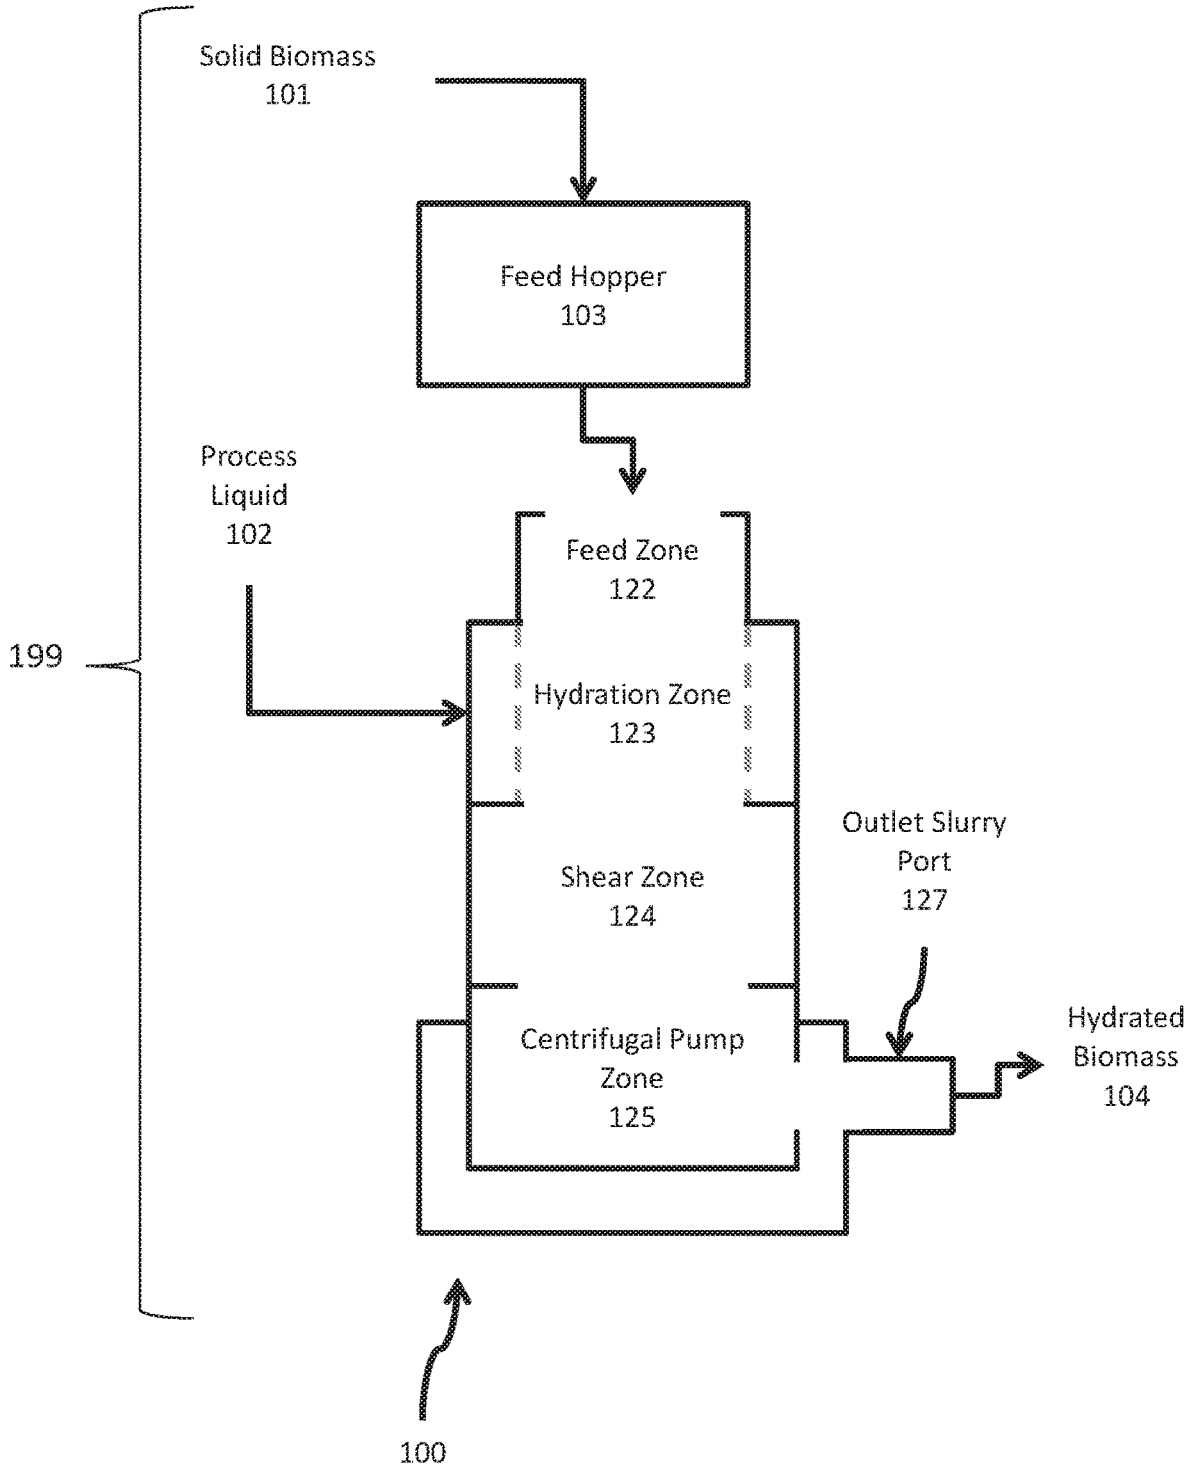 Solid Biomass
101
Feed Hopper
103
Process
Liquid
102
Feed Zone
122
199
Hydration Zone
123
Outlet Slurry
Port
127
Shear Zone
124
Hydrated
Biomass
104
Centrifugal Pump
Zone
125
100